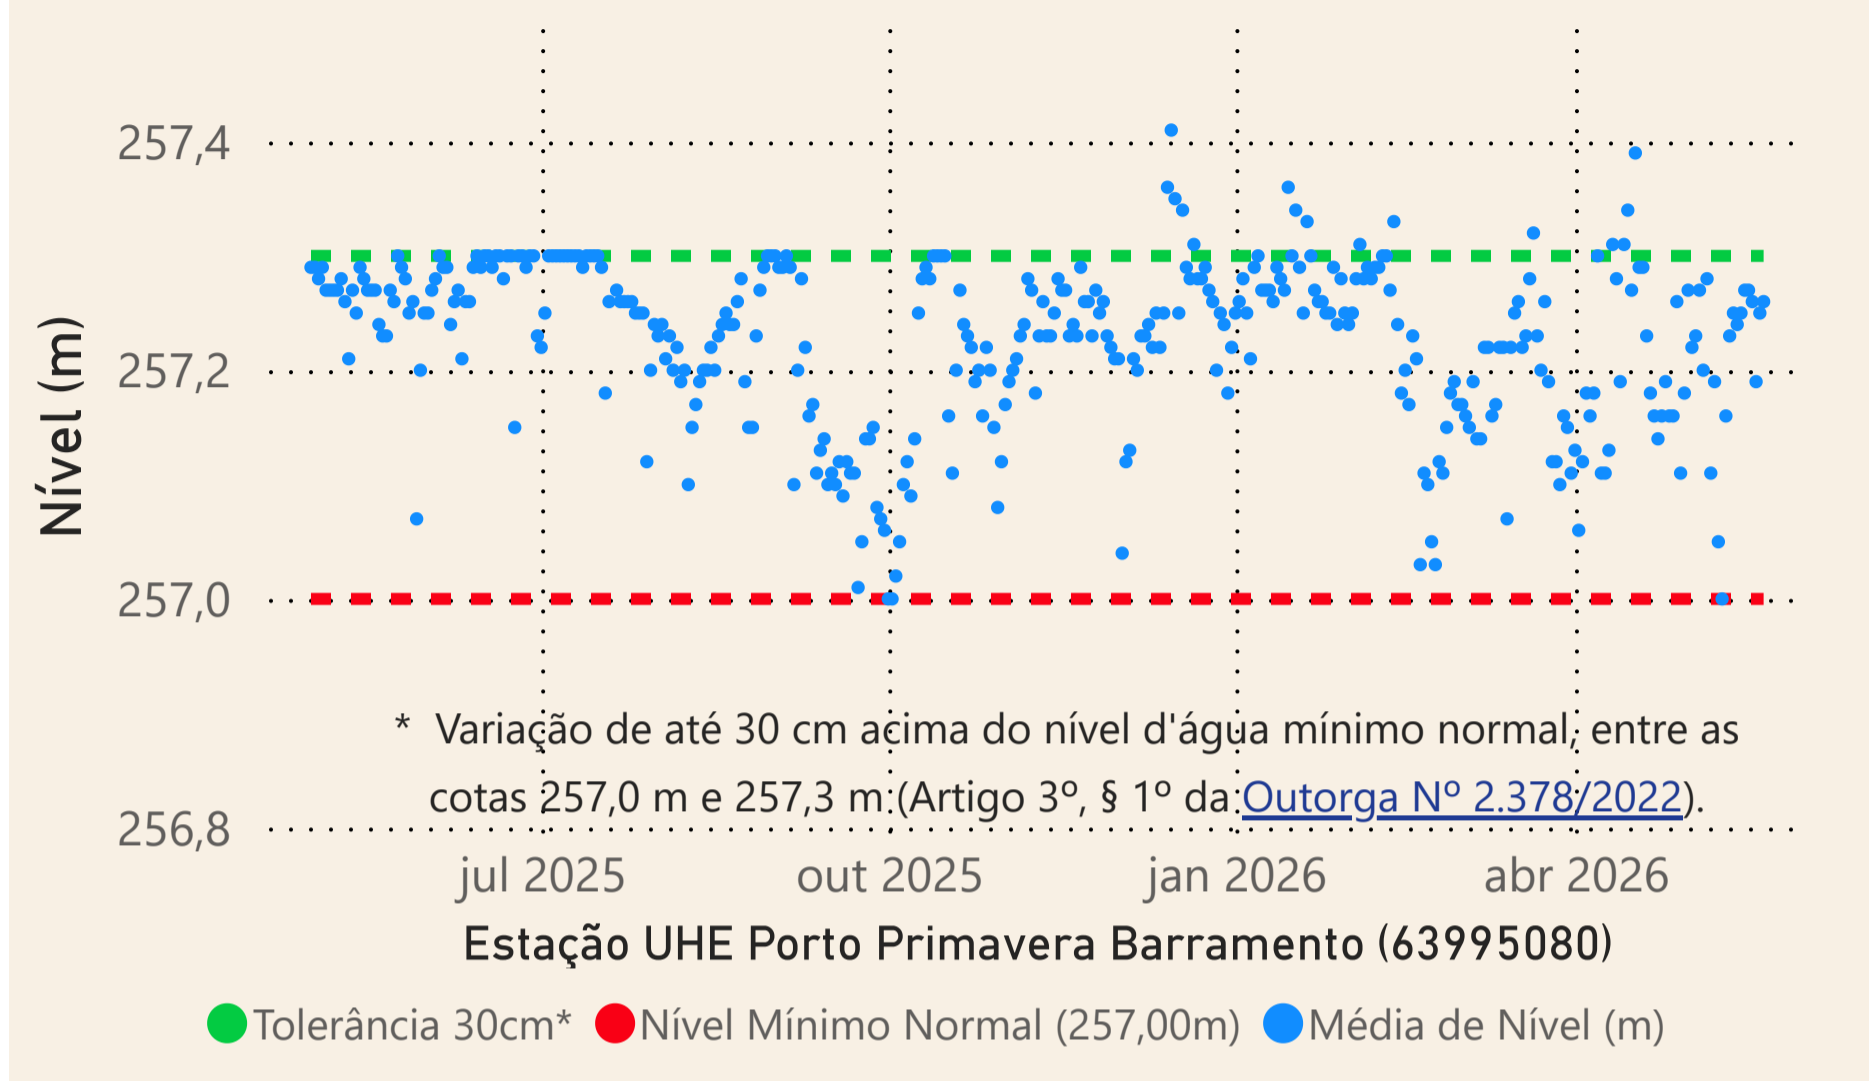 257,4
257,2
257,0
256,8
Nível (m)
* Variação de até 30 cm acima do nível d'água mínimo normal, entre as
cotas 257,0 m e 257,3 m (Artigo 3º, § 1º da Outorga Nº 2.378/2022).
jul 2025 out 2025 jan 2026 abr 2026
Estação UHE Porto Primavera Barramento (63995080)
Tolerância 30cm* Nível Mínimo Normal (257,00m) Média de Nível (m)